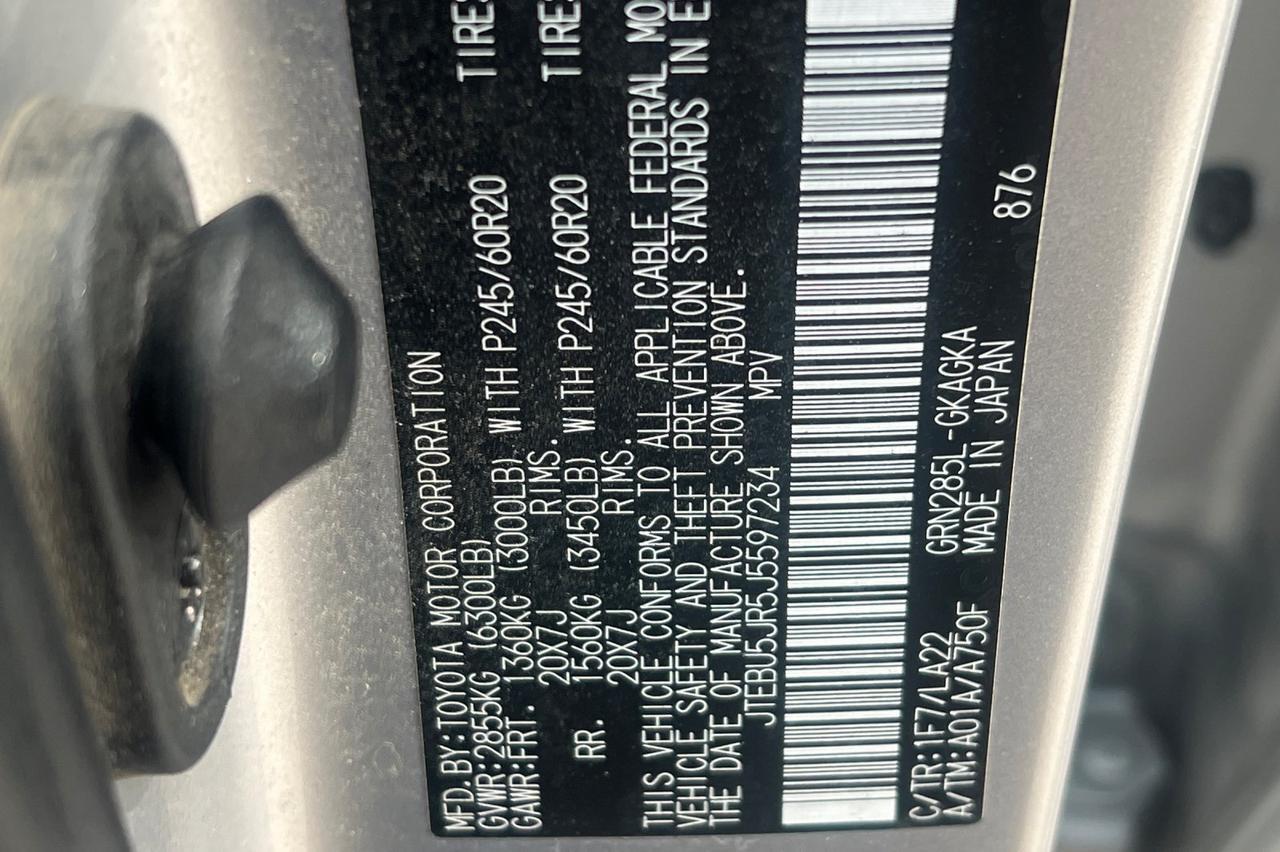 MFD.BY:TOYOTA MOTOR CORPORATION
GVWR:2855KG (6300LB)
GAWR:FRT. 1360KG (3000LB) WITH P245/60R20 TIRES
20X7J RIMS.
RR. 1560KG (3450LB) WITH P245/60R20 TIRES
20X7J RIMS.
THIS VEHICLE CONFORMS TO ALL APPLICABLE FEDERAL MO
VEHICLE SAFETY AND THEFT PREVENTION STANDARDS IN E
THE DATE OF MANUFACTURE SHOWN ABOVE.
JTEBU5JR5J5597234 MPV
C/TR:1F7/LA22 GRN285L-GKAGKA
A/TM:A01A/A750F MADE IN JAPAN 876